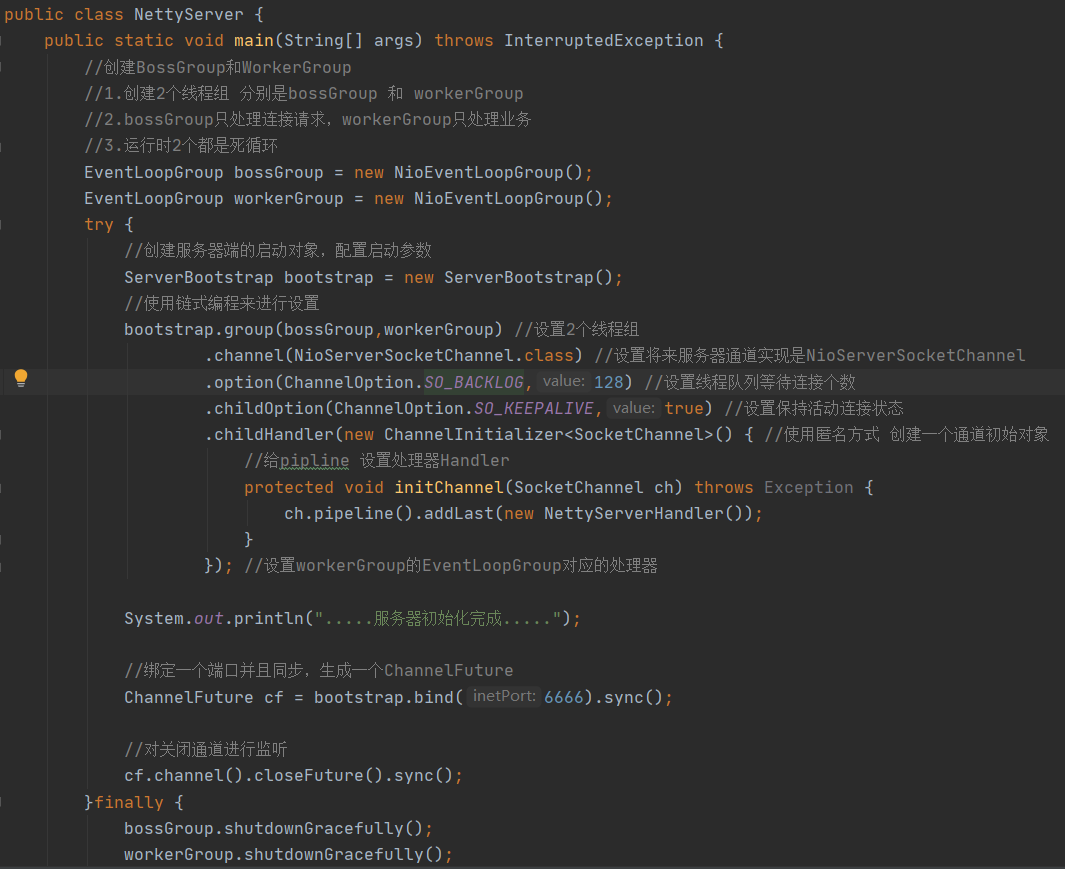 public class NettyServer {
    public static void main(String[] args) throws InterruptedException {
        //创建BossGroup和WorkerGroup
        //1.创建2个线程组 分别是bossGroup 和 workerGroup
        //2.bossGroup只处理连接请求，workerGroup只处理业务
        //3.运行时2个都是死循环
        EventLoopGroup bossGroup = new NioEventLoopGroup();
        EventLoopGroup workerGroup = new NioEventLoopGroup();
        try {
            //创建服务器端的启动对象，配置启动参数
            ServerBootstrap bootstrap = new ServerBootstrap();
            //使用链式编程来进行设置
            bootstrap.group(bossGroup,workerGroup) //设置2个线程组
                    .channel(NioServerSocketChannel.class) //设置将来服务器通道实现是NioServerSocketChannel
                    .option(ChannelOption.SO_BACKLOG, value: 128) //设置线程队列等待连接个数
                    .childOption(ChannelOption.SO_KEEPALIVE, value: true) //设置保持活动连接状态
                    .childHandler(new ChannelInitializer<SocketChannel>() { //使用匿名方式 创建一个通道初始对象
                        //给pipline 设置处理器Handler
                        protected void initChannel(SocketChannel ch) throws Exception {
                            ch.pipeline().addLast(new NettyServerHandler());
                        }
                    }); //设置workerGroup的EventLoopGroup对应的处理器
            System.out.println(".....服务器初始化完成.....");
            //绑定一个端口并且同步，生成一个ChannelFuture
            ChannelFuture cf = bootstrap.bind( inetPort: 6666).sync();
            //对关闭通道进行监听
            cf.channel().closeFuture().sync();
        }finally {
            bossGroup.shutdownGracefully();
            workerGroup.shutdownGracefully();